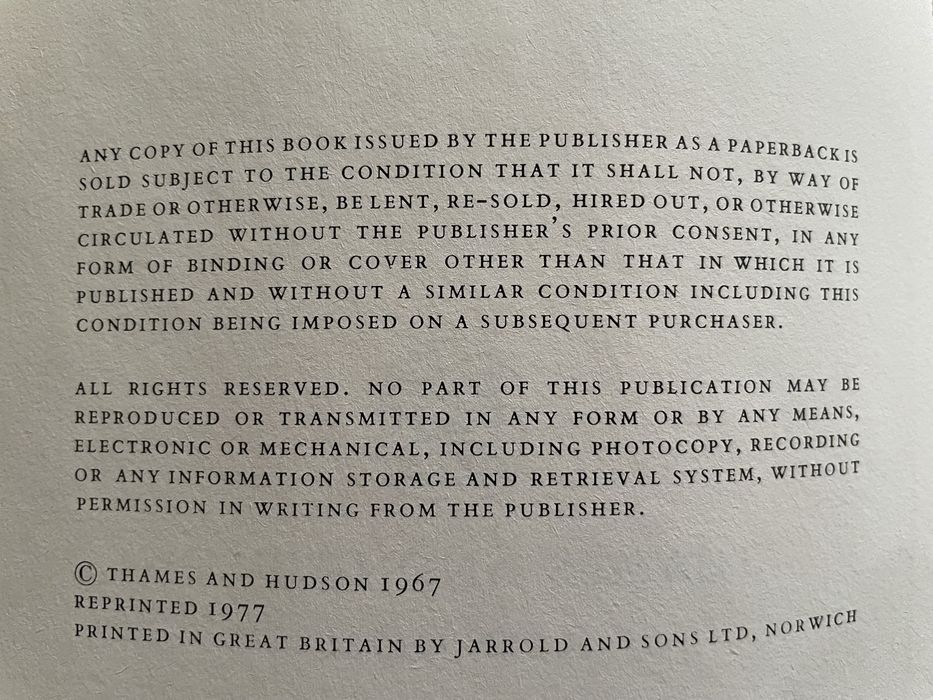 ANY COPY OF THIS BOOK ISSUED BY THE PUBLISHER AS A PAPERBACK IS
SOLD SUBJECT TO THE CONDITION THAT IT SHALL NOT, BY WAY OF
TRADE OR OTHERWISE, BE LENT, RE-SOLD, HIRED OUT, OR OTHERWISE
CIRCULATED WITHOUT THE PUBLISHER'S PRIOR CONSENT, IN ANY
FORM OF BINDING OR COVER OTHER THAN THAT IN WHICH IT IS
PUBLISHED AND WITHOUT A SIMILAR CONDITION INCLUDING THIS
CONDITION BEING IMPOSED ON A SUBSEQUENT PURCHASER.
ALL RIGHTS RESERVED. NO PART OF THIS PUBLICATION MAY BE
REPRODUCED OR TRANSMITTED IN ANY FORM OR BY ANY MEANS,
ELECTRONIC OR MECHANICAL, INCLUDING PHOTOCOPY, RECORDING
OR ANY INFORMATION STORAGE AND RETRIEVAL SYSTEM, WITHOUT
PERMISSION IN WRITING FROM THE PUBLISHER.
© THAMES AND HUDSON 1967
REPRINTED 1977
PRINTED IN GREAT BRITAIN BY JARROLD AND SONS LTD, NORWICH